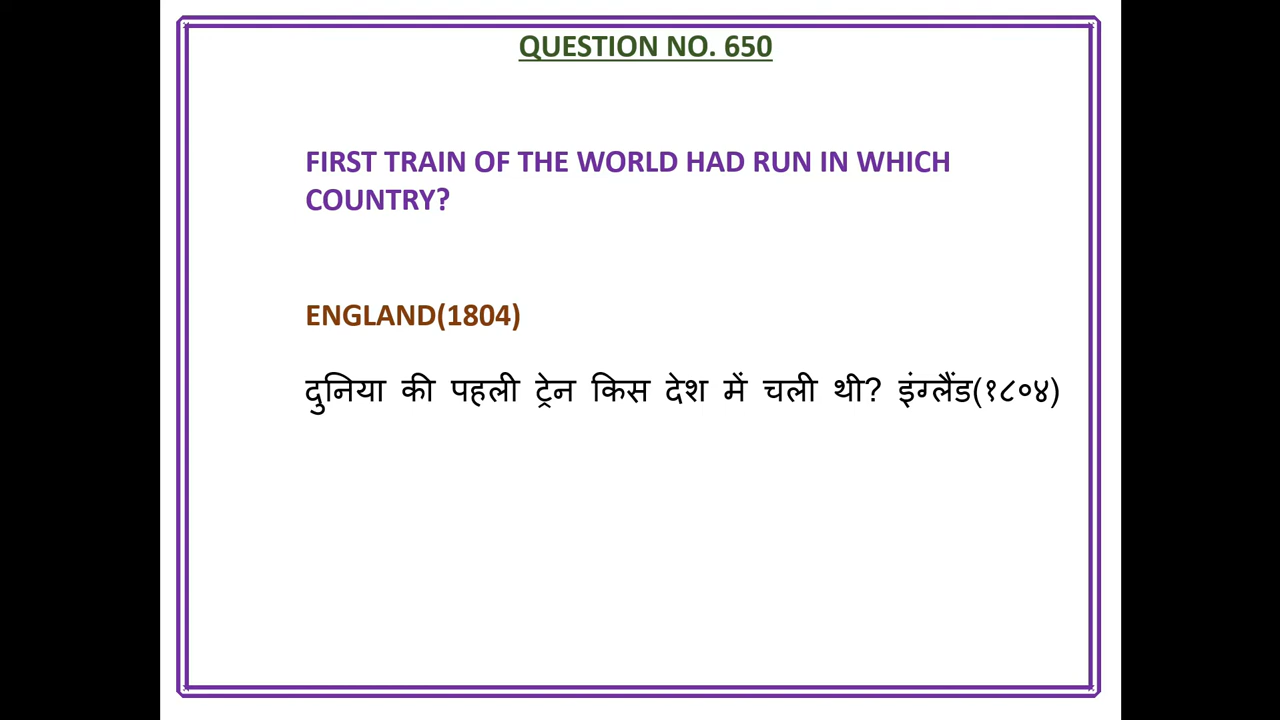 QUESTION NO. 650
FIRST TRAIN OF THE WORLD HAD RUN IN WHICH
COUNTRY?
ENGLAND(1804)
दुनिया की पहली ट्रेन किस देश में चली थी? इंग्लैंड(१८०४)